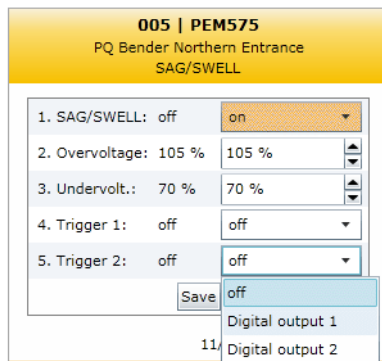 005 | PEM575
PQ Bender Northern Entrance
SAG/SWELL
1. SAG/SWELL: off on
2. Overvoltage: 105 % 105 %
3. Undervolt.: 70 % 70 %
4. Trigger 1: off off
5. Trigger 2: off off
Save off
Digital output 1
11/ Digital output 2